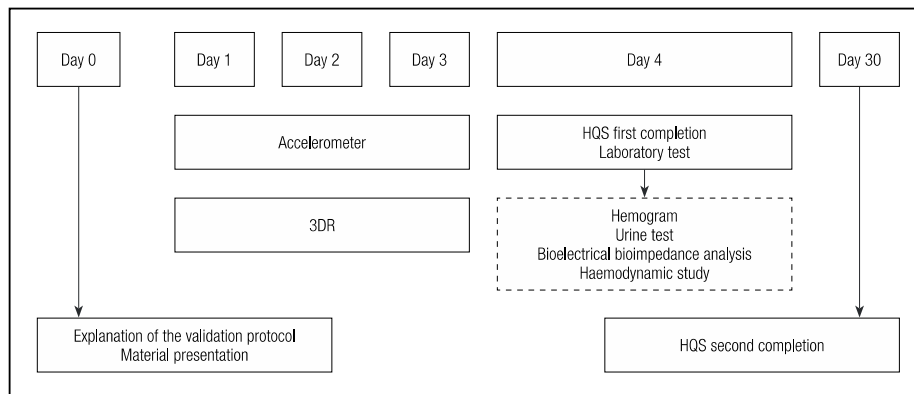 Day 0
Day 1
Day 2
Day 3
Day 4
Day 30
Accelerometer
HQS first completion
Laboratory test
3DR
Hemogram
Urine test
Bioelectrical bioimpedance analysis
Haemodynamic study
Explanation of the validation protocol
Material presentation
HQS second completion